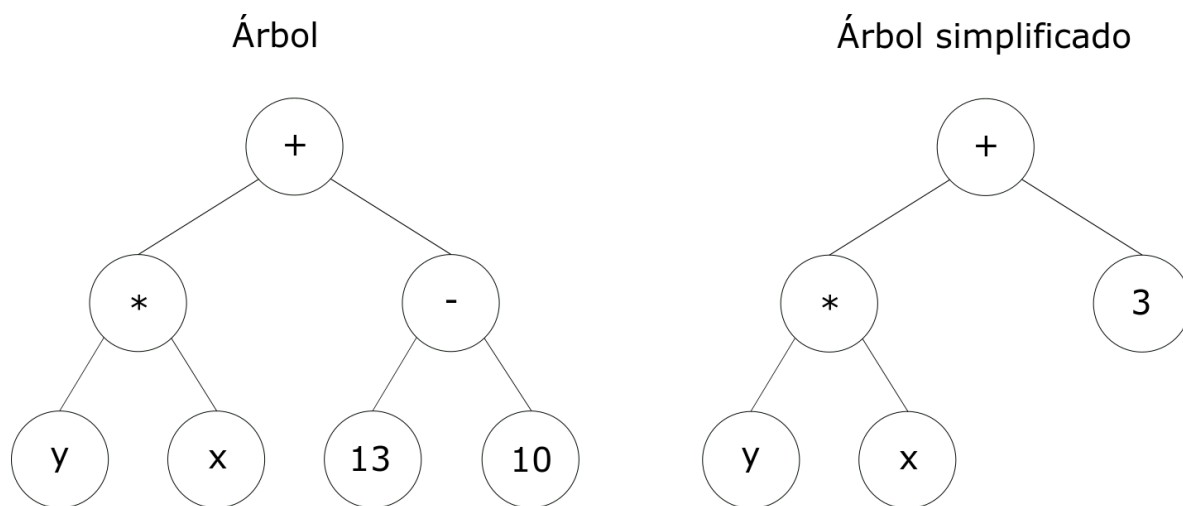 Árbol Árbol simplificado
+ +
* - * 3
y x 13 10 y x